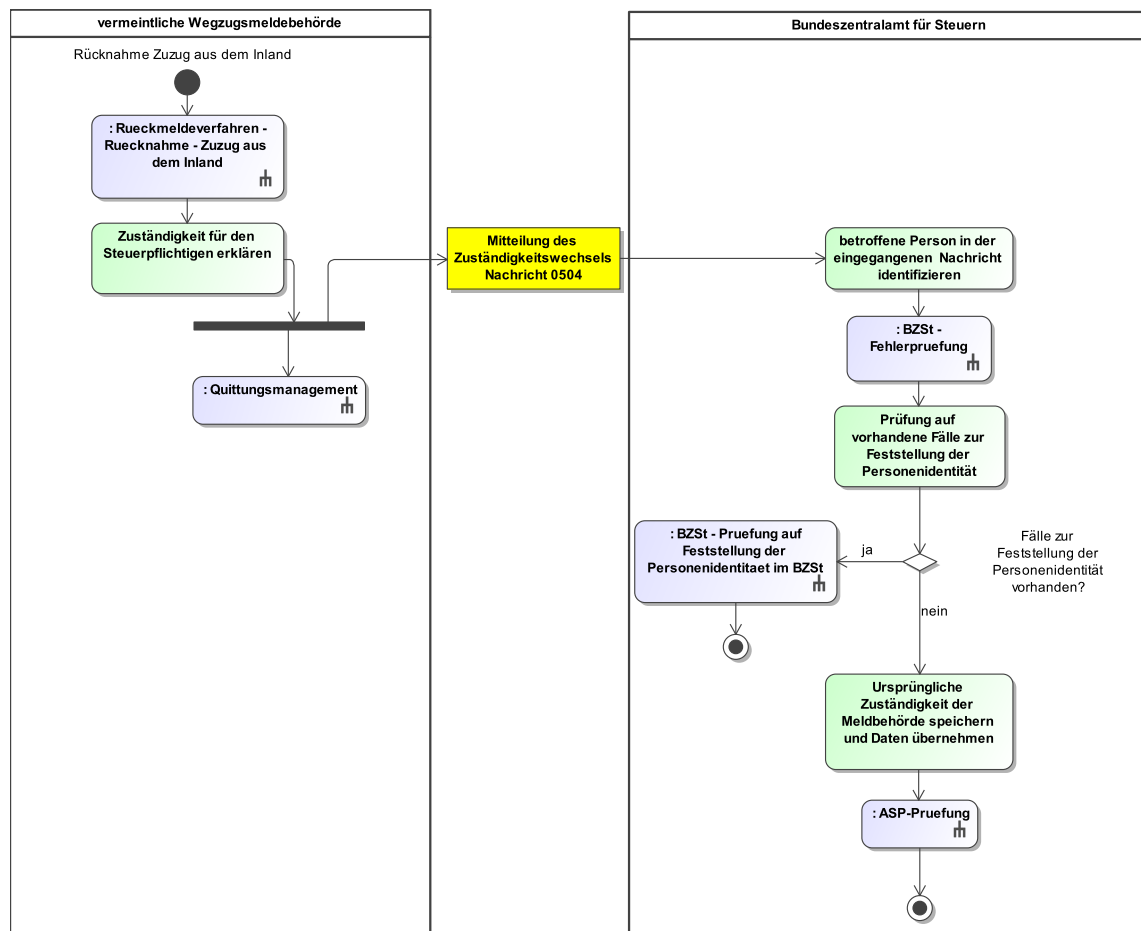 vermeintliche Wegzugsmeldebehörde
Rücknahme Zuzug aus dem Inland
: Rueckmeldeverfahren -
Ruecknahme - Zuzug aus
dem Inland
Zuständigkeit für den
Steuerpflichtigen erklären
: Quittungsmanagement
Mitteilung des
Zuständigkeitswechsels
Nachricht 0504
Bundeszentralamt für Steuern
betroffene Person in der
eingegangenen Nachricht
identifizieren
: BZSt -
Fehlerpruefung
Prüfung auf
vorhandene Fälle zur
Feststellung der
Personenidentität
Fälle zur
Feststellung der
Personenidentität
vorhanden?
ja
: BZSt - Pruefung auf
Feststellung der
Personenidentitaet im BZSt
nein
Ursprüngliche
Zuständigkeit der
Meldbehörde speichern
und Daten übernehmen
: ASP-Pruefung